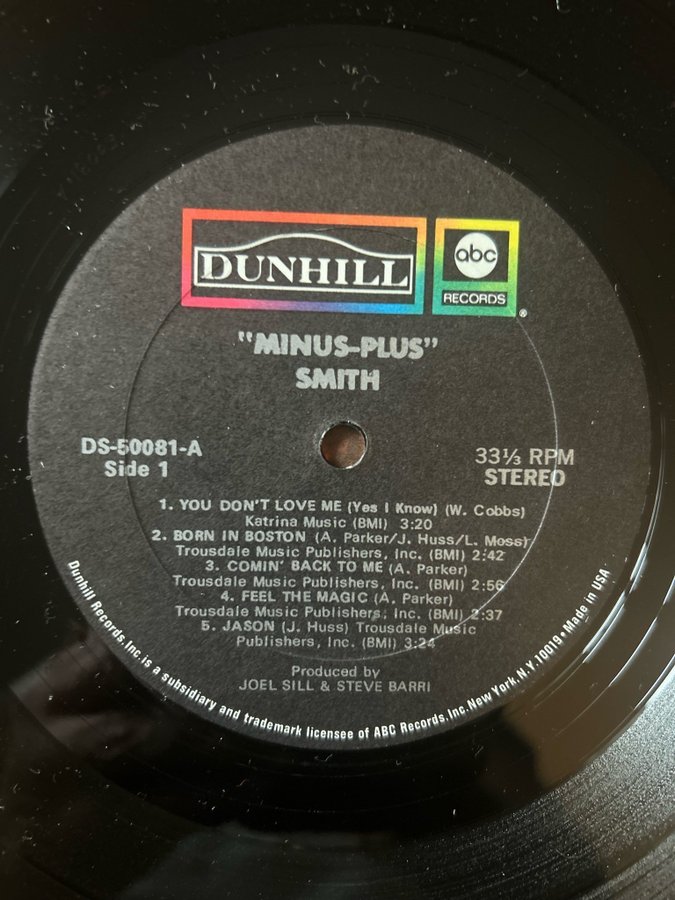 DUNHILL
abc
RECORDS
®
"MINUS-PLUS"
SMITH
DS-50081-A
Side 1
33⅓ RPM
STEREO
1. YOU DON'T LOVE ME (Yes I Know) (W. Cobbs)
Katrina Music (BMI) 3:20
2. BORN IN BOSTON (A. Parker/J. Huss/L. Moss)
Trousdale Music Publishers, Inc. (BMI) 2:42
3. COMIN' BACK TO ME (A. Parker)
Trousdale Music Publishers, Inc. (BMI) 2:56
4. FEEL THE MAGIC (A. Parker)
Trousdale Music Publishers, Inc. (BMI) 2:37
5. JASON (J. Huss) Trousdale Music
Publishers, Inc. (BMI) 3:24
Produced by
JOEL SILL & STEVE BARRI
Dunhill Records, Inc. is a subsidiary and trademark licensee of ABC Records, Inc. New York, N.Y. 10019 • Made in USA